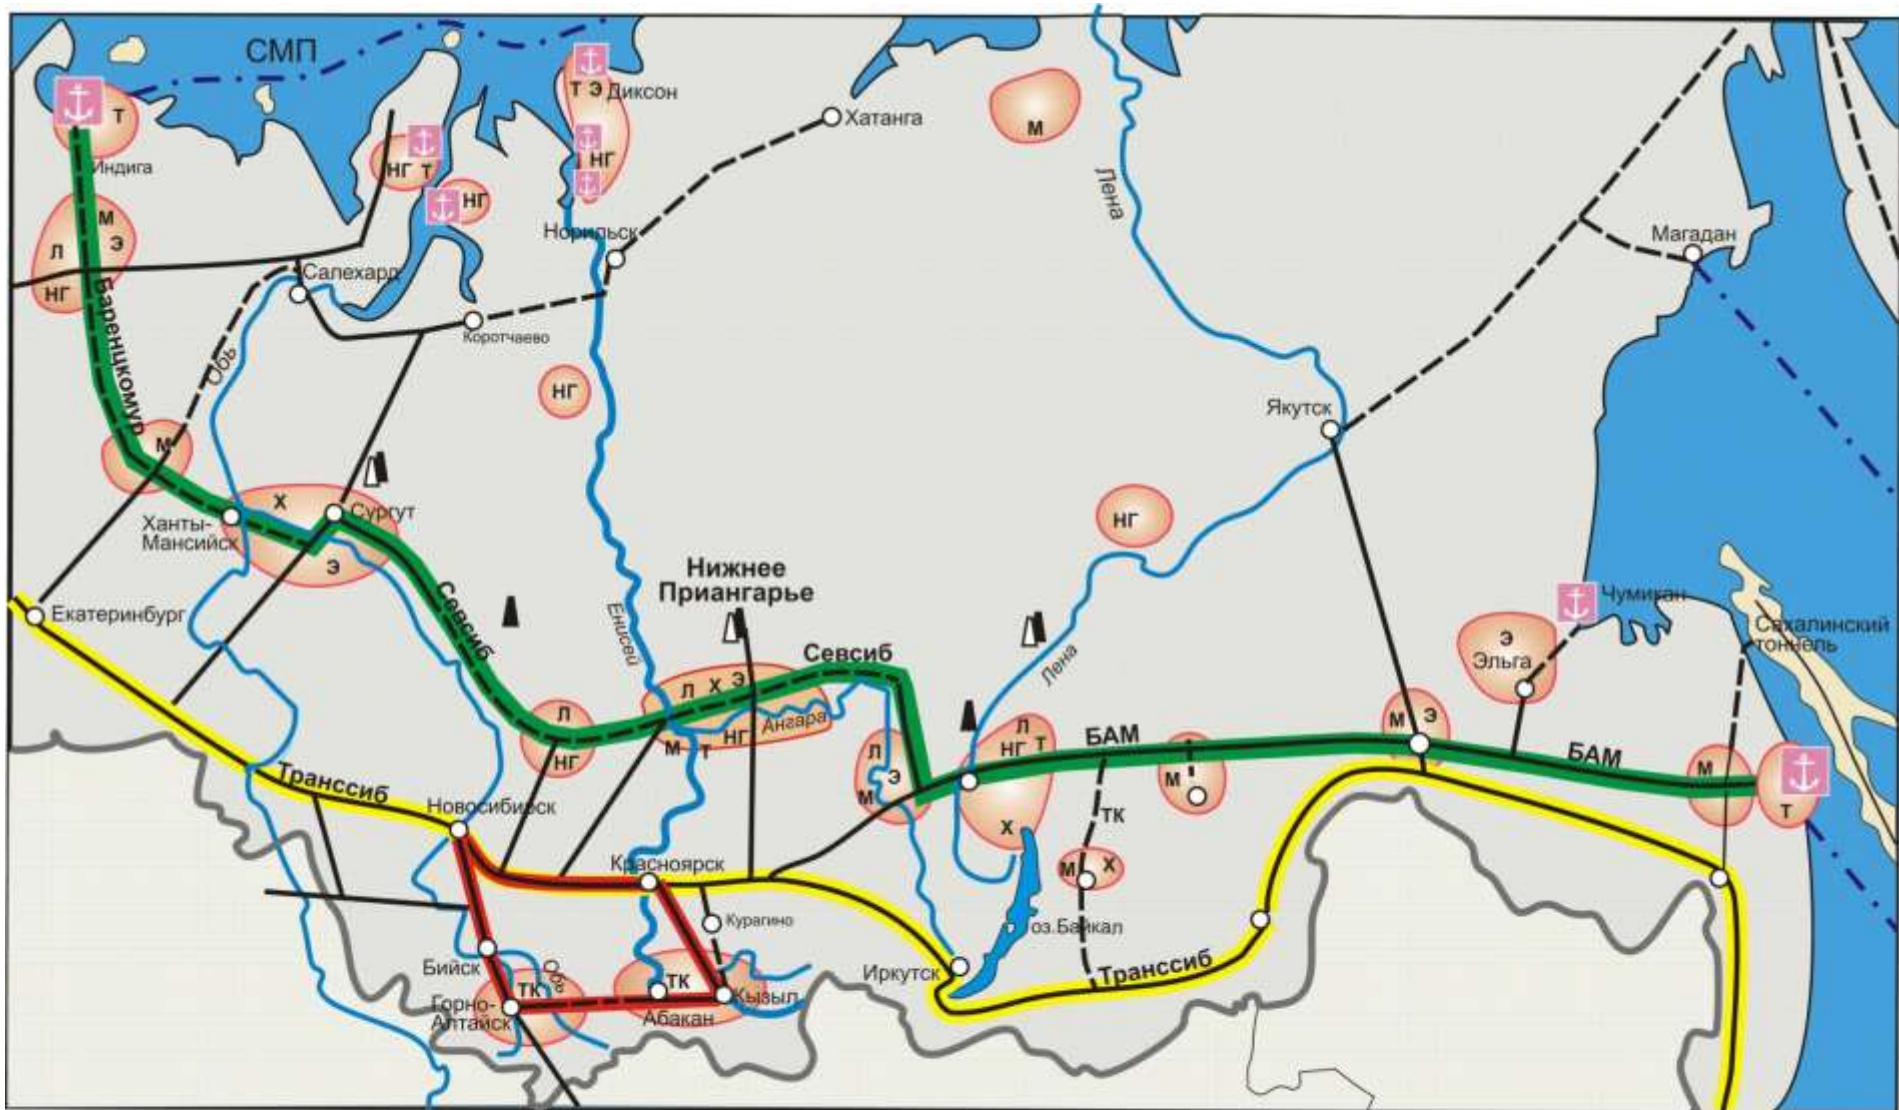 СМП
Т
Индига
Т Э Диксон
НГ
НГ Т
НГ
Хатанга
М
Лена
Норильск
Магадан
М
Э
Л
НГ
Салехард
Коротчаево
Баренцкомур
Обь
НГ
Якутск
М
Х
Сургут
Ханты-
Мансийск
Э
НГ
Нижнее
Приангарье
Екатеринбург
Севсиб
Енисей
Севсиб
Лена
Чумикан
Э
Эльга
Сахалинский
тоннель
Л Х Э
Ангара
М Т НГ
Л
НГ
Л
Э
М
Л
НГ Т
Х
БАМ
М
М Э
БАМ
М
Т
Транссиб
Новосибирск
ТК
М Х
Красноярск
Курагино
оз.Байкал
Бийск
Обь
Иркутск
Транссиб
ТК
Горно-
Алтайск
ТК
Кызыл
Абакан